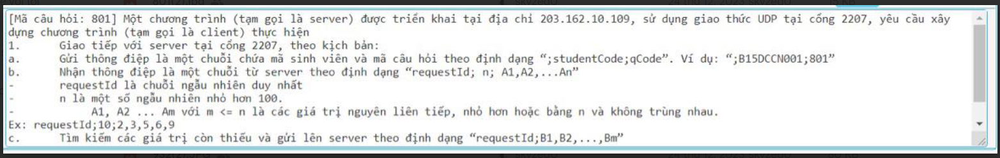 [Mã câu hỏi: 801] Một chương trình (tạm gọi là server) được triển khai tại địa chỉ 203.162.10.109, sử dụng giao thức UDP tại cổng 2207, yêu cầu xây
dựng chương trình (tạm gọi là client) thực hiện
1. Giao tiếp với server tại cổng 2207, theo kịch bản:
a. Gửi thông điệp là một chuỗi chứa mã sinh viên và mã câu hỏi theo định dạng “;studentCode;qCode”. Ví dụ: “;B15DCCN001;801”
b. Nhận thông điệp là một chuỗi từ server theo định dạng “requestId; n; A1,A2,...An”
- requestId là chuỗi ngẫu nhiên duy nhất
- n là một số ngẫu nhiên nhỏ hơn 100.
- A1, A2 ... Am với m <= n là các giá trị nguyên liên tiếp, nhỏ hơn hoặc bằng n và không trùng nhau.
Ex: requestId;10;2,3,5,6,9
c. Tìm kiếm các giá trị còn thiếu và gửi lên server theo định dạng “requestId;B1,B2,...,Bm”